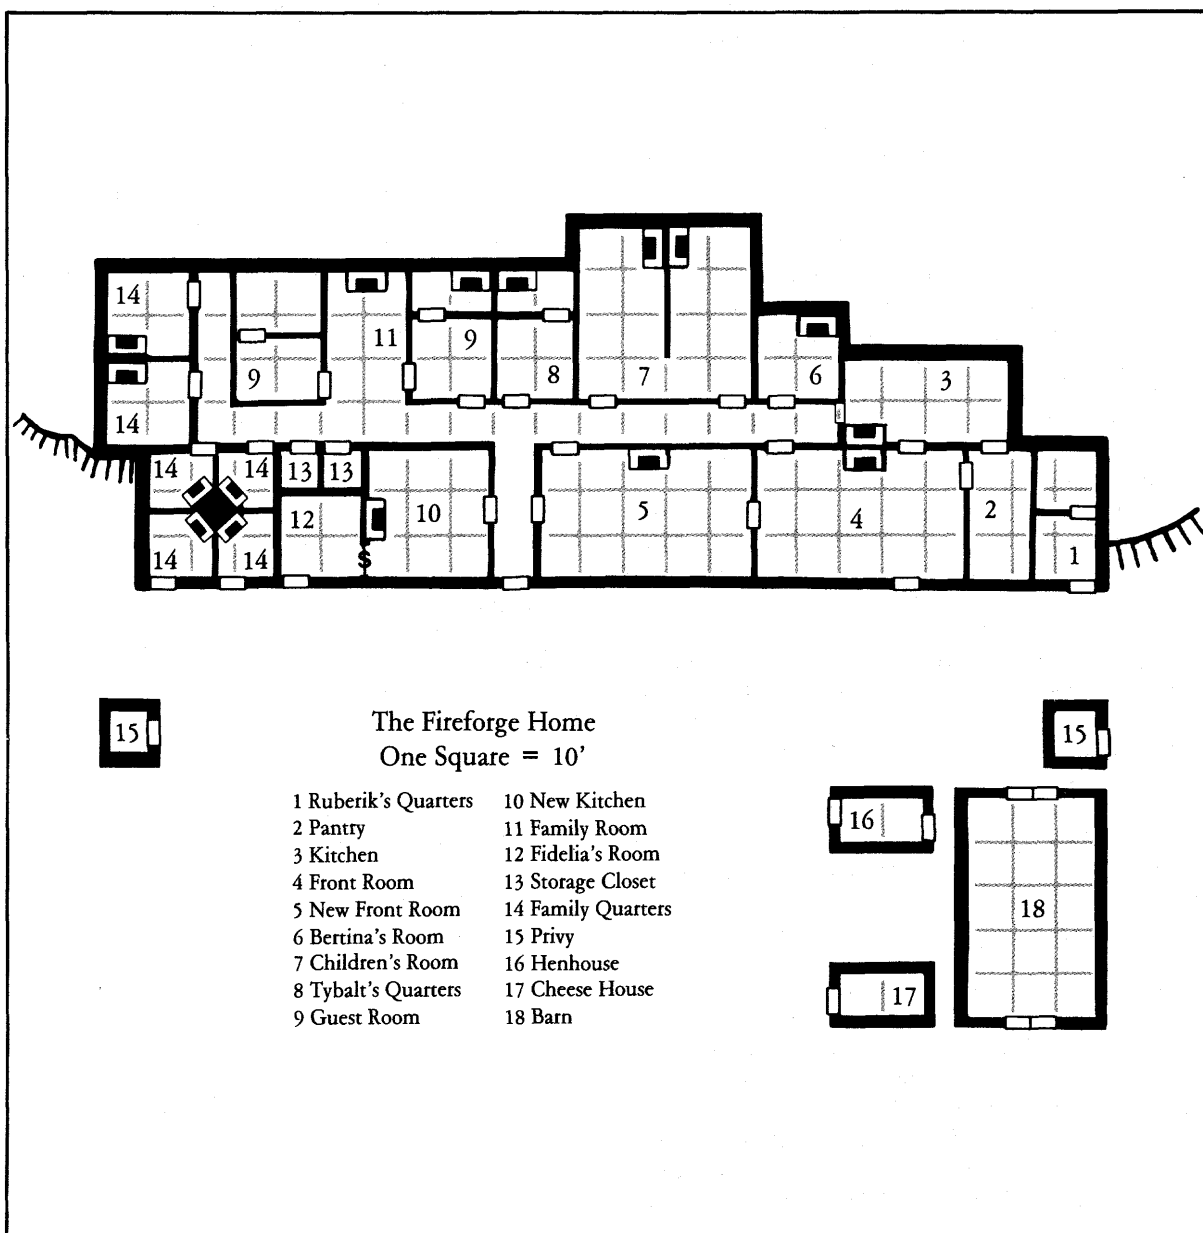 14
11
9
9
8
7
6
3
14
14
14
13
13
12
10
5
4
2
14
14
1
S
15
The Fireforge Home
One Square = 10'
1 Ruberik's Quarters
2 Pantry
3 Kitchen
4 Front Room
5 New Front Room
6 Bertina's Room
7 Children's Room
8 Tybalt's Quarters
9 Guest Room
10 New Kitchen
11 Family Room
12 Fidelia's Room
13 Storage Closet
14 Family Quarters
15 Privy
16 Henhouse
17 Cheese House
18 Barn
15
16
18
17